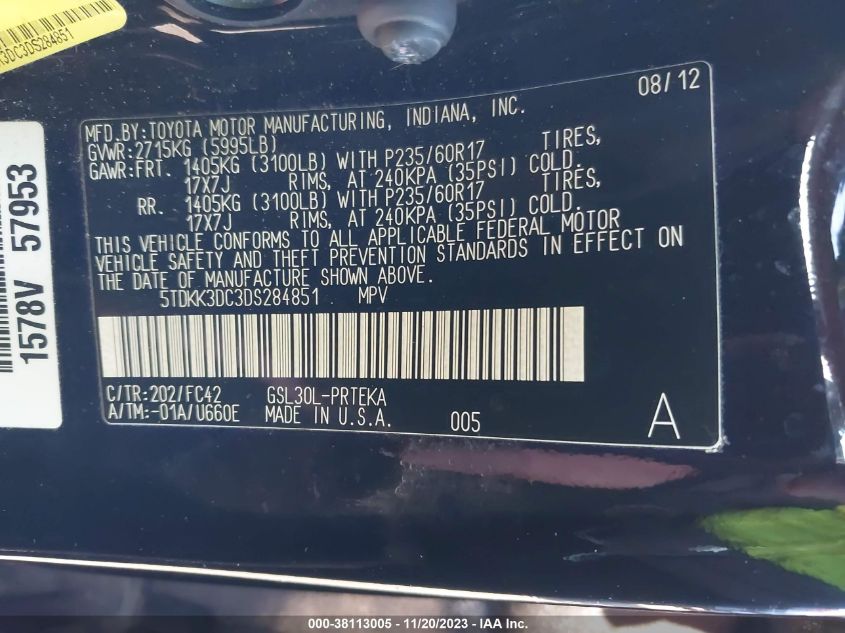 3DC3DS284851
1578V 57953
08/12
MFD.BY:TOYOTA MOTOR MANUFACTURING, INDIANA, INC.
GVWR:2715KG (5995LB)
GAWR:FRT. 1405KG (3100LB) WITH P235/60R17 TIRES,
17X7J RIMS, AT 240KPA (35PSI) COLD.
RR. 1405KG (3100LB) WITH P235/60R17 TIRES,
17X7J RIMS, AT 240KPA (35PSI) COLD.
THIS VEHICLE CONFORMS TO ALL APPLICABLE FEDERAL MOTOR
VEHICLE SAFETY AND THEFT PREVENTION STANDARDS IN EFFECT ON
THE DATE OF MANUFACTURE SHOWN ABOVE.
5TDKK3DC3DS284851 MPV
C/TR:202/FC42 GSL30L-PRTEKA
A/TM:-01A/U660E MADE IN U.S.A. 005 A
000-38113005 - 11/20/2023 - IAA Inc.